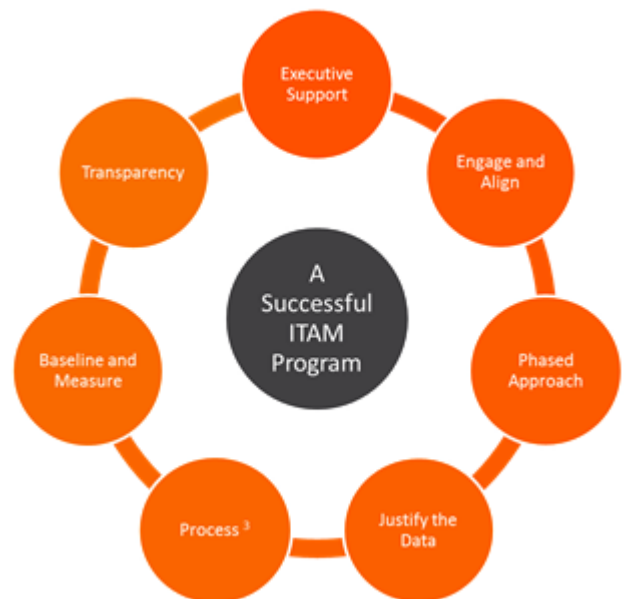 Executive
Support
Engage and
Align
Phased
Approach
Justify the
Data
Process ³
Baseline and
Measure
Transparency
A
Successful
ITAM
Program